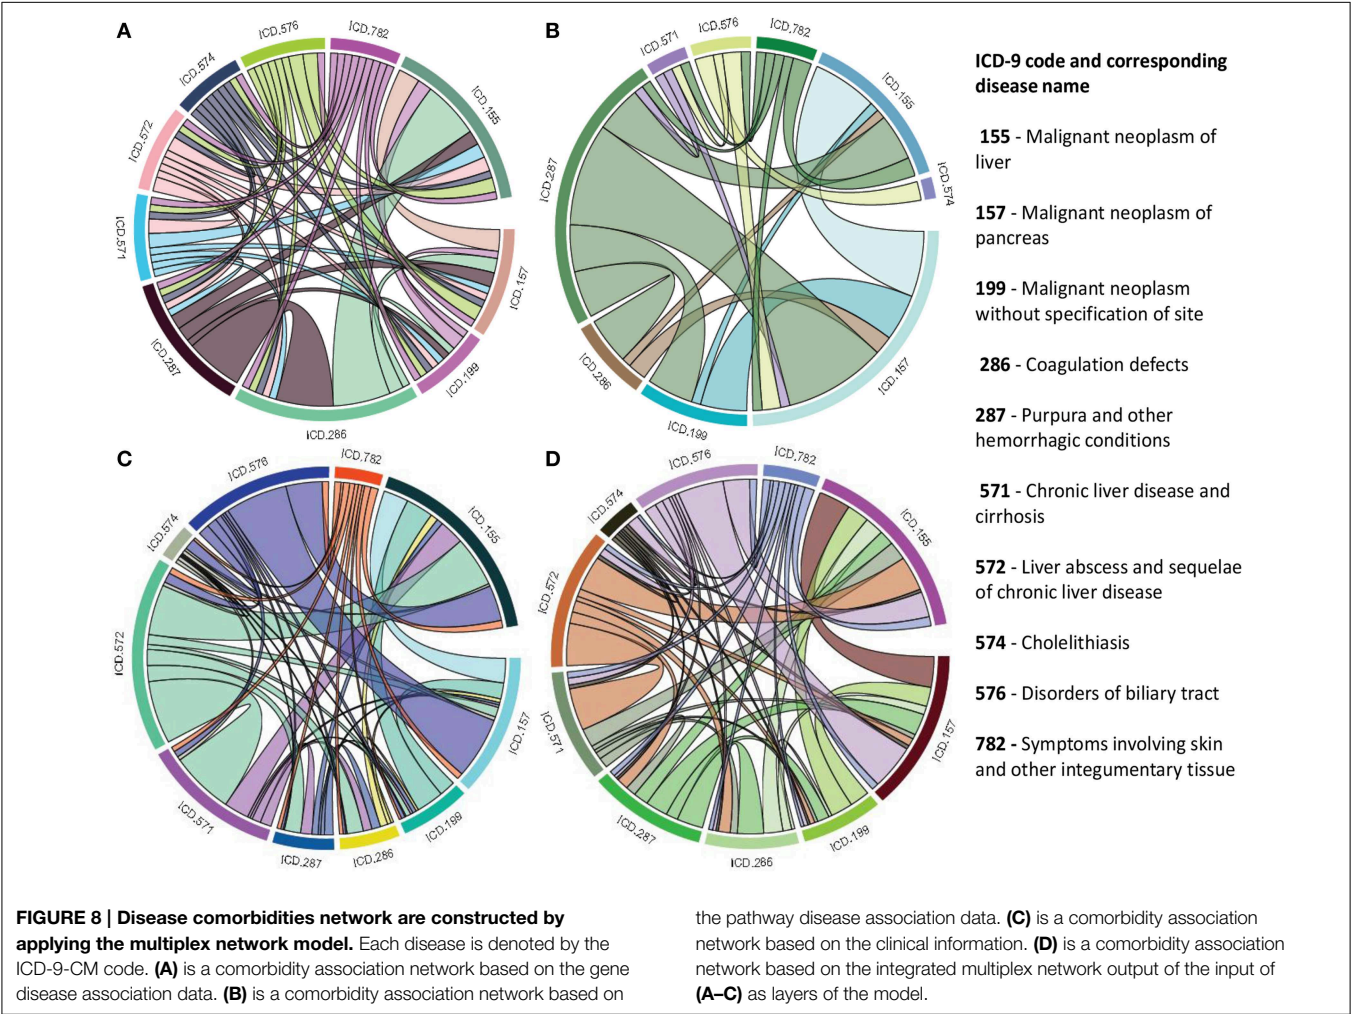 A
ICD.576
ICD.782
ICD.574
ICD.155
ICD.572
ICD.571
ICD.157
ICD.287
ICD.199
ICD.286
B
ICD.576
ICD.782
ICD.571
ICD.155
ICD.574
ICD.287
ICD.286
ICD.157
ICD.199
C
ICD.576
ICD.782
ICD.574
ICD.155
ICD.572
ICD.157
ICD.571
ICD.199
ICD.287
ICD.286
D
ICD.576
ICD.782
ICD.574
ICD.155
ICD.572
ICD.571
ICD.157
ICD.287
ICD.199
ICD.286
ICD-9 code and corresponding
disease name
155 - Malignant neoplasm of
liver
157 - Malignant neoplasm of
pancreas
199 - Malignant neoplasm
without specification of site
286 - Coagulation defects
287 - Purpura and other
hemorrhagic conditions
571 - Chronic liver disease and
cirrhosis
572 - Liver abscess and sequelae
of chronic liver disease
574 - Cholelithiasis
576 - Disorders of biliary tract
782 - Symptoms involving skin
and other integumentary tissue
FIGURE 8 | Disease comorbidities network are constructed by
applying the multiplex network model. Each disease is denoted by the
ICD-9-CM code. (A) is a comorbidity association network based on the gene
disease association data. (B) is a comorbidity association network based on
the pathway disease association data. (C) is a comorbidity association
network based on the clinical information. (D) is a comorbidity association
network based on the integrated multiplex network output of the input of
(A–C) as layers of the model.